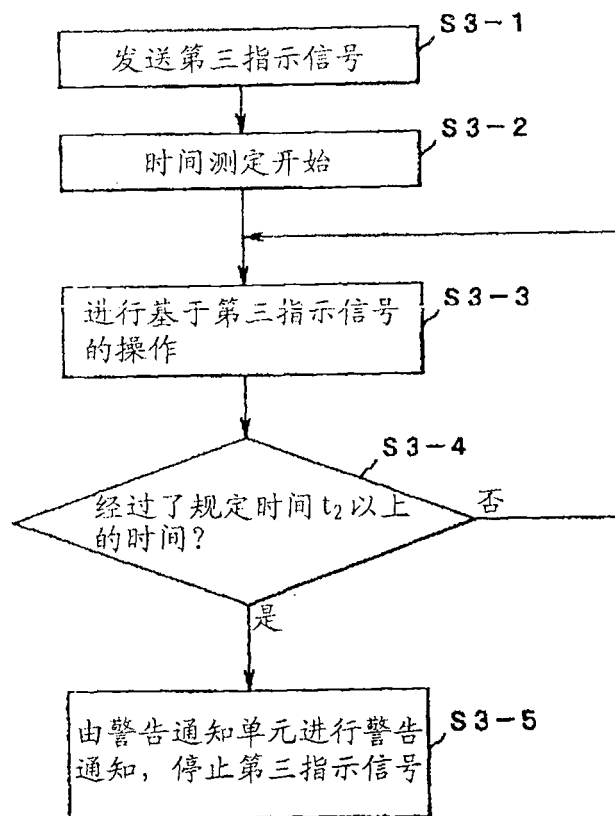 S3-1
发送第三指示信号
S3-2
时间测定开始
S3-3
进行基于第三指示信号
的操作
S3-4
经过了规定时间t₂以上
的时间?
否
是
S3-5
由警告通知单元进行警告
通知, 停止第三指示信号